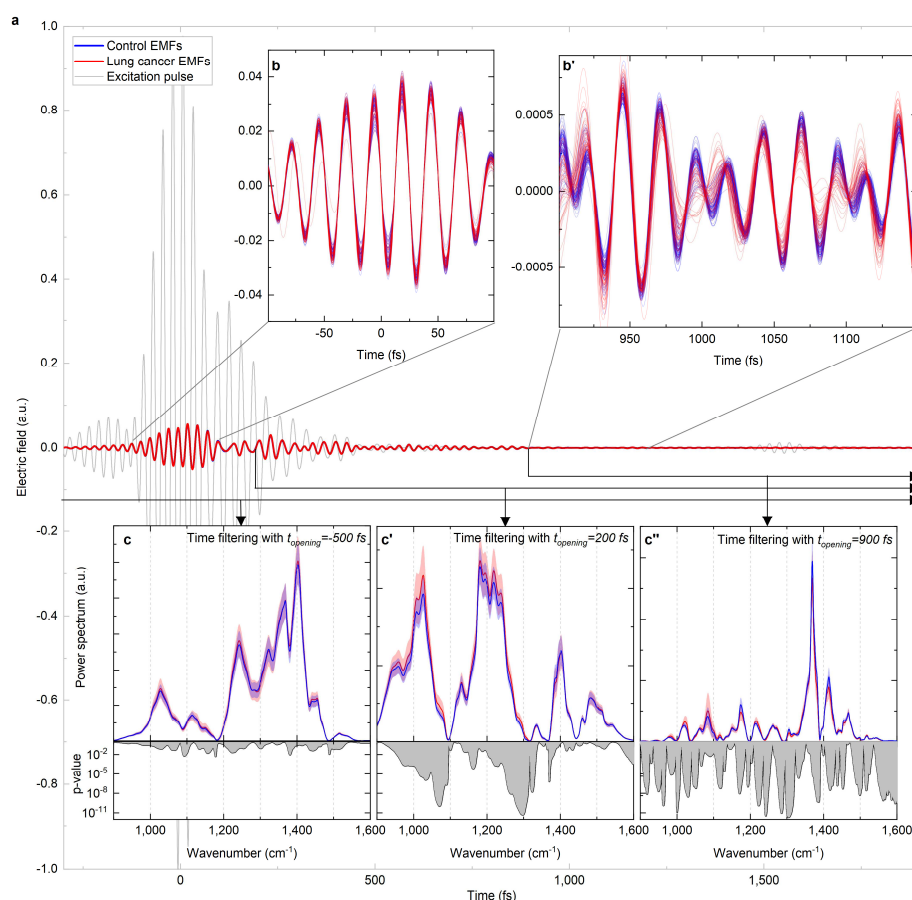 a
1.0
0.8
0.6
0.4
0.2
0.0
-0.2
-0.4
-0.6
-0.8
-1.0
Electric field (a.u.)
Control EMFs
Lung cancer EMFs
Excitation pulse
b
0.04
0.02
0.00
-0.02
-0.04
-50 0 50
Time (fs)
b'
0.0005
0.0000
-0.0005
950 1000 1050 1100
Time (fs)
c
Time filtering with t_opening=-500 fs
c'
Time filtering with t_opening=200 fs
c"
Time filtering with t_opening=900 fs
Power spectrum (a.u.)
p-value
10⁻²
10⁻⁵
10⁻⁸
10⁻¹¹
1,000 1,200 1,400 1,600
Wavenumber (cm⁻¹)
1,000 1,200 1,400 1,600
Wavenumber (cm⁻¹)
1,000 1,200 1,400 1,600
Wavenumber (cm⁻¹)
0 500 1,000 1,500
Time (fs)